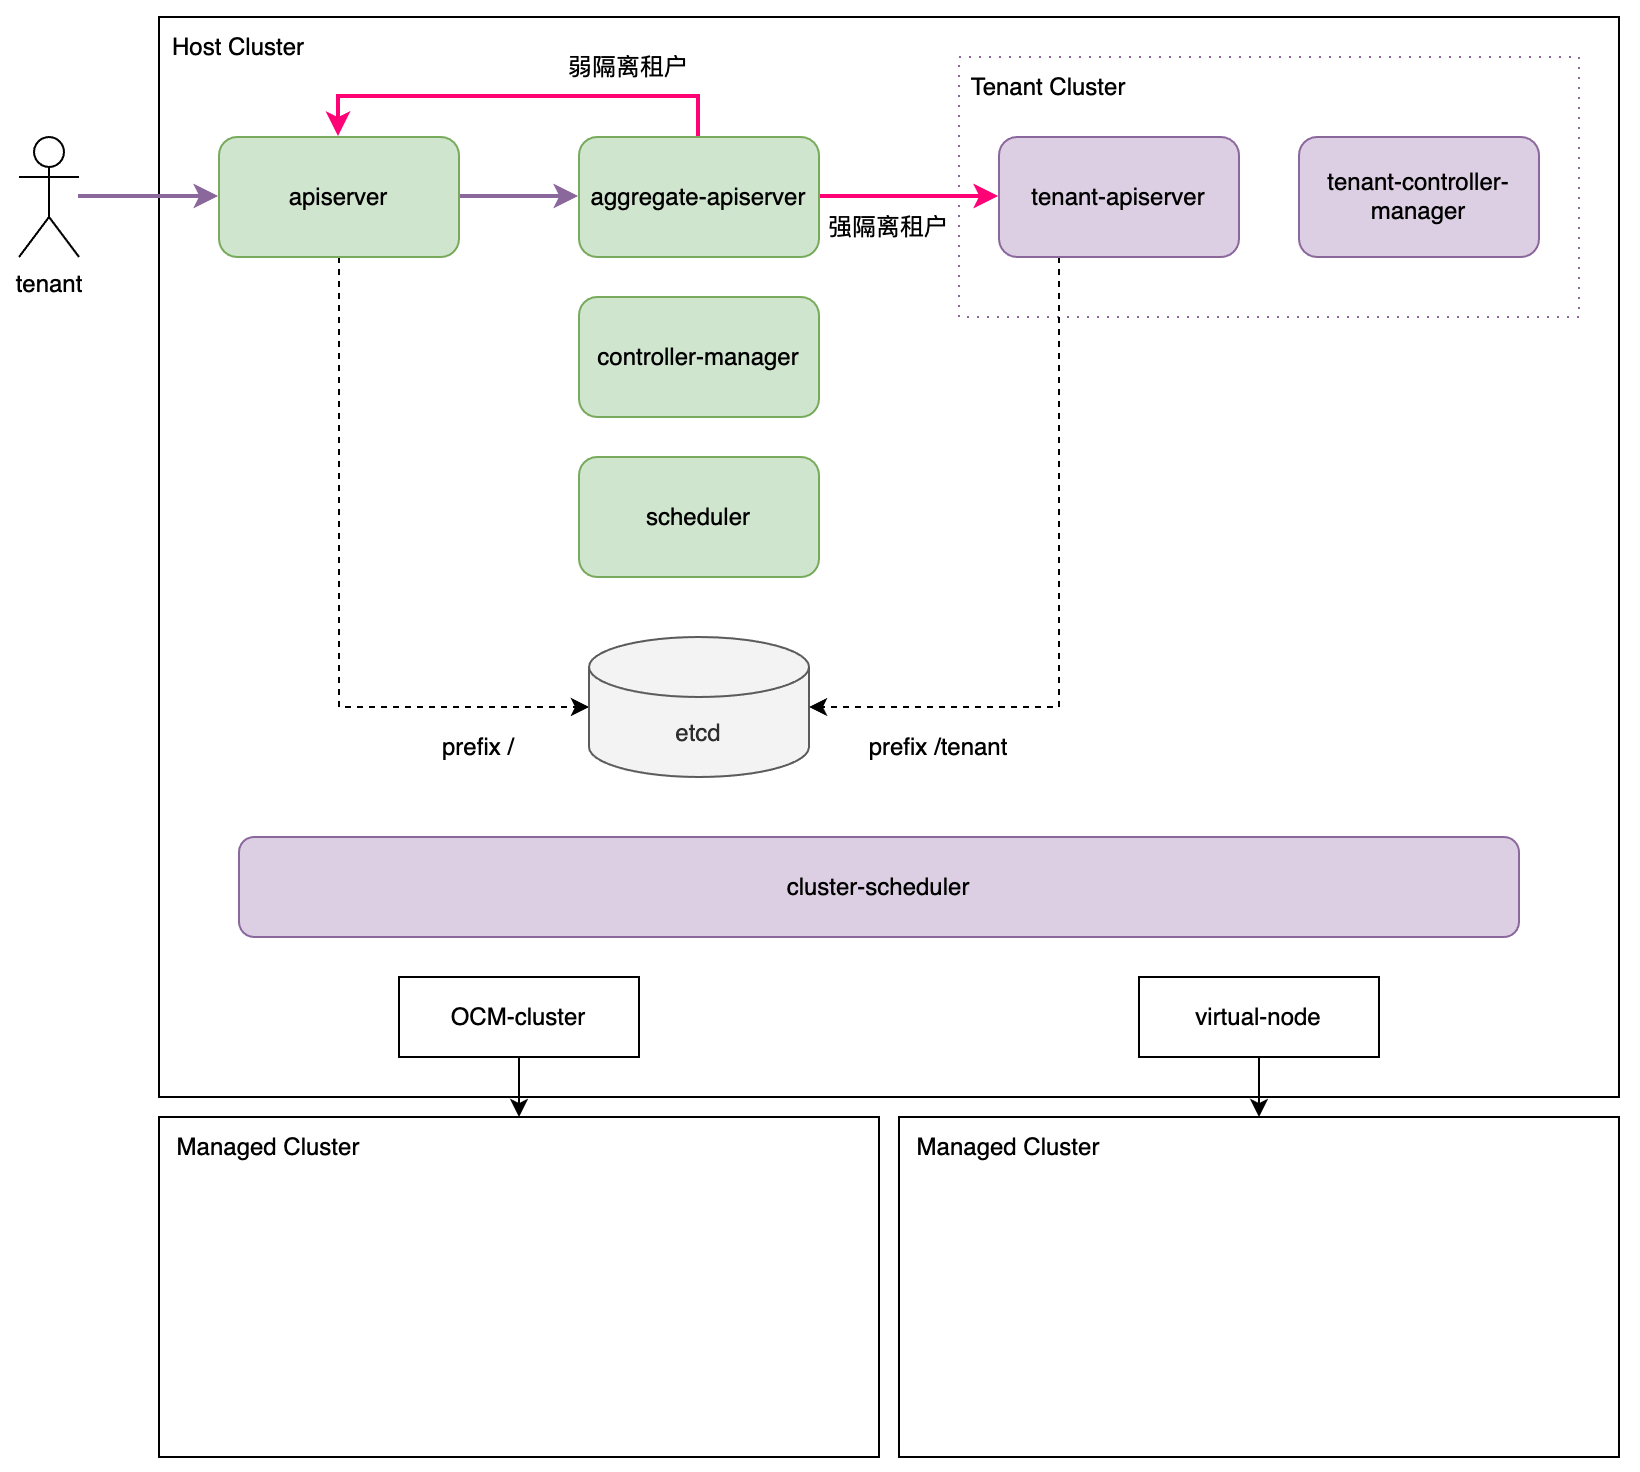 Host Cluster
弱隔离租户
Tenant Cluster
apiserver
aggregate-apiserver
强隔离租户
tenant-apiserver
tenant-controller-
manager
tenant
controller-manager
scheduler
etcd
prefix /
prefix /tenant
cluster-scheduler
OCM-cluster
virtual-node
Managed Cluster
Managed Cluster